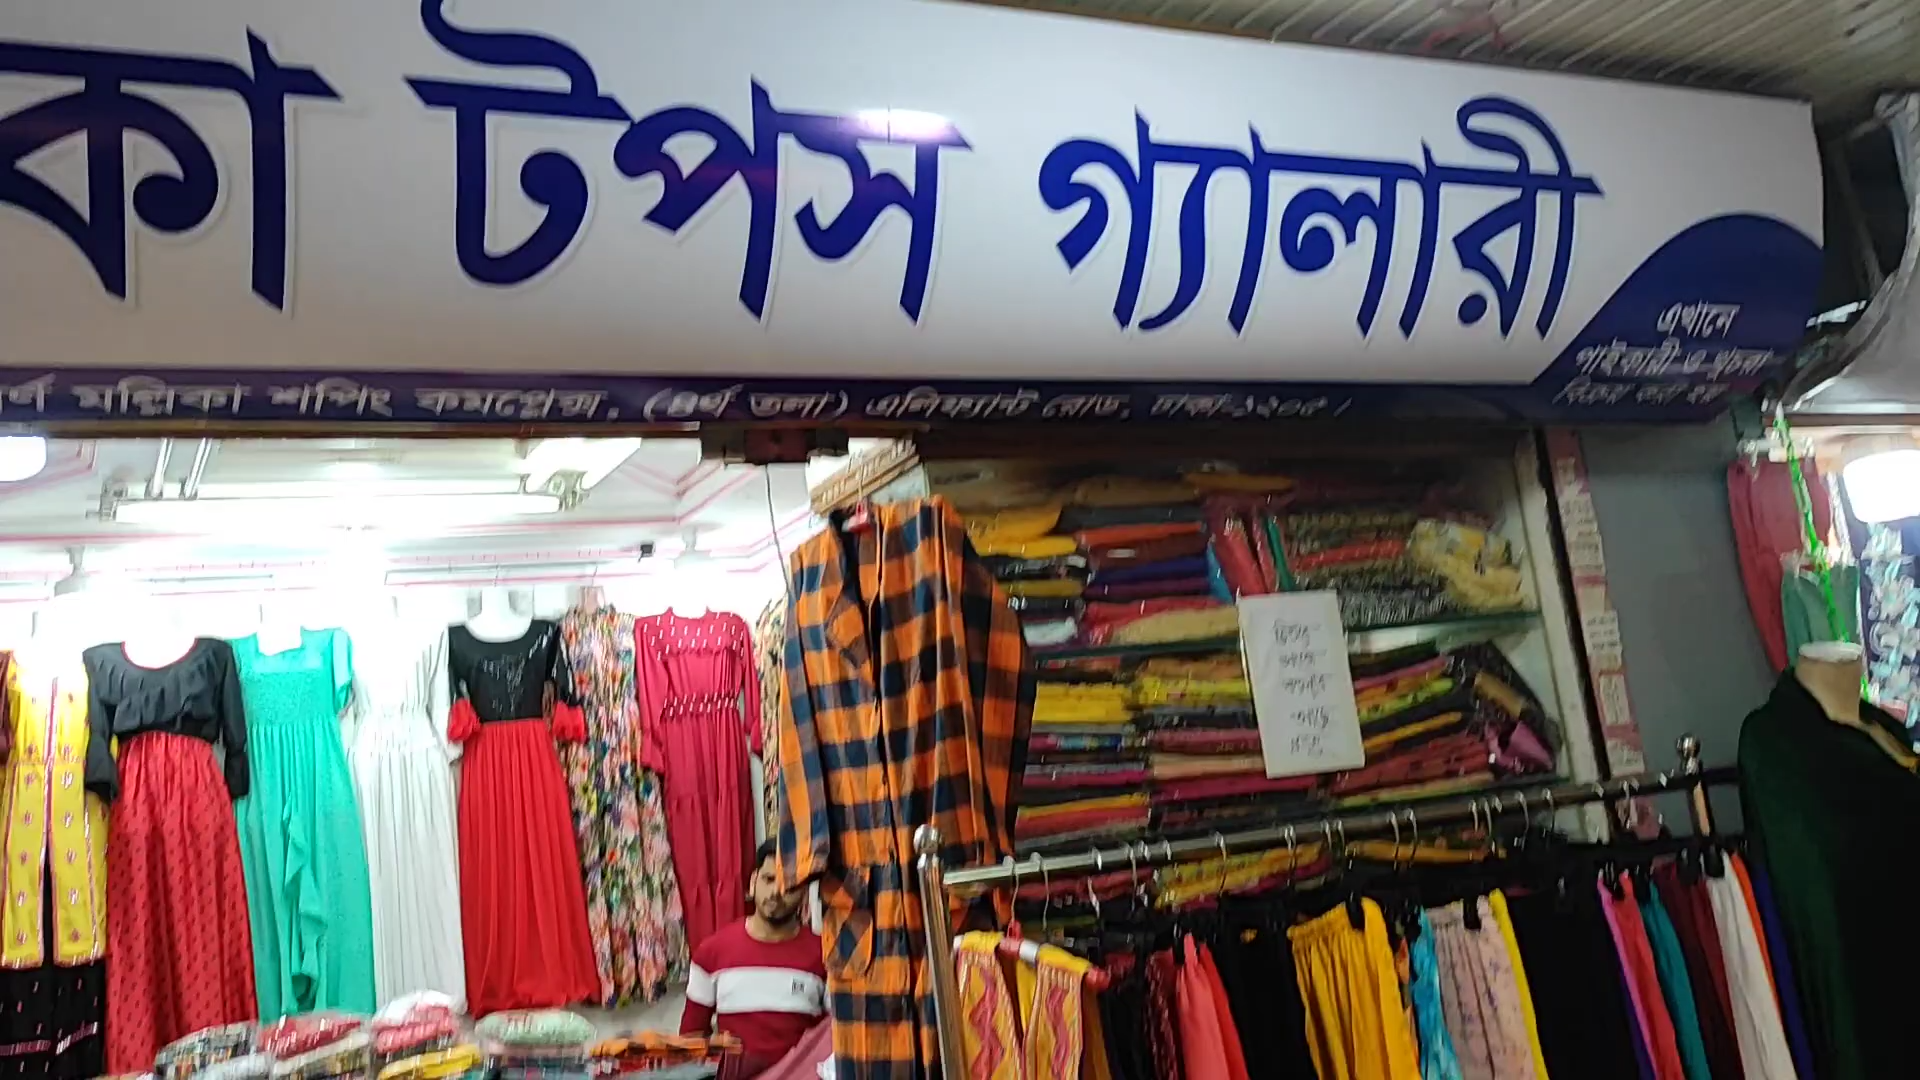 কা টপস গ্যালারী
র্ণ মল্লিকা শপিং কমপ্লেক্স, (৪র্থ তলা) এলিফ্যান্ট রোড, ঢাকা-১২০৫।
এখানে
পাইকারী ও খুচরা
বিক্রয় করা হয়